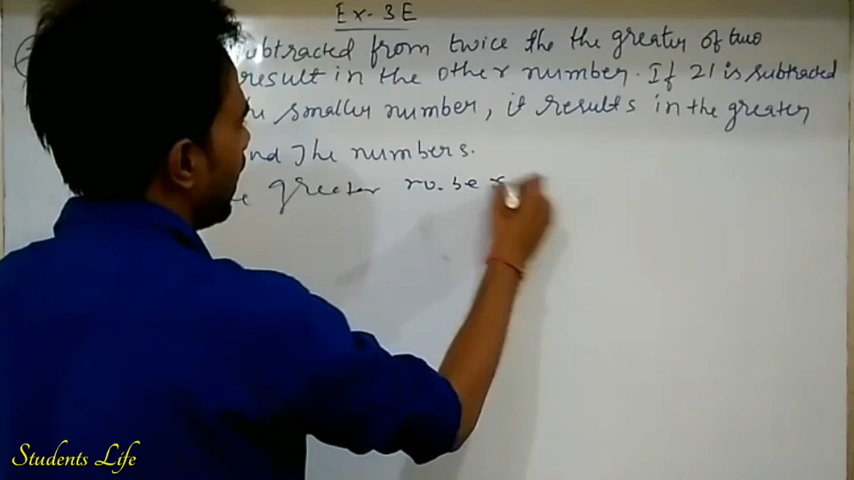 Ex- 3E
ubtracted from twice the the greater of two
result in the other number. If 21 is subtracted
smaller number, it results in the greater
nd The numbers.
greater no. be x
Students Life